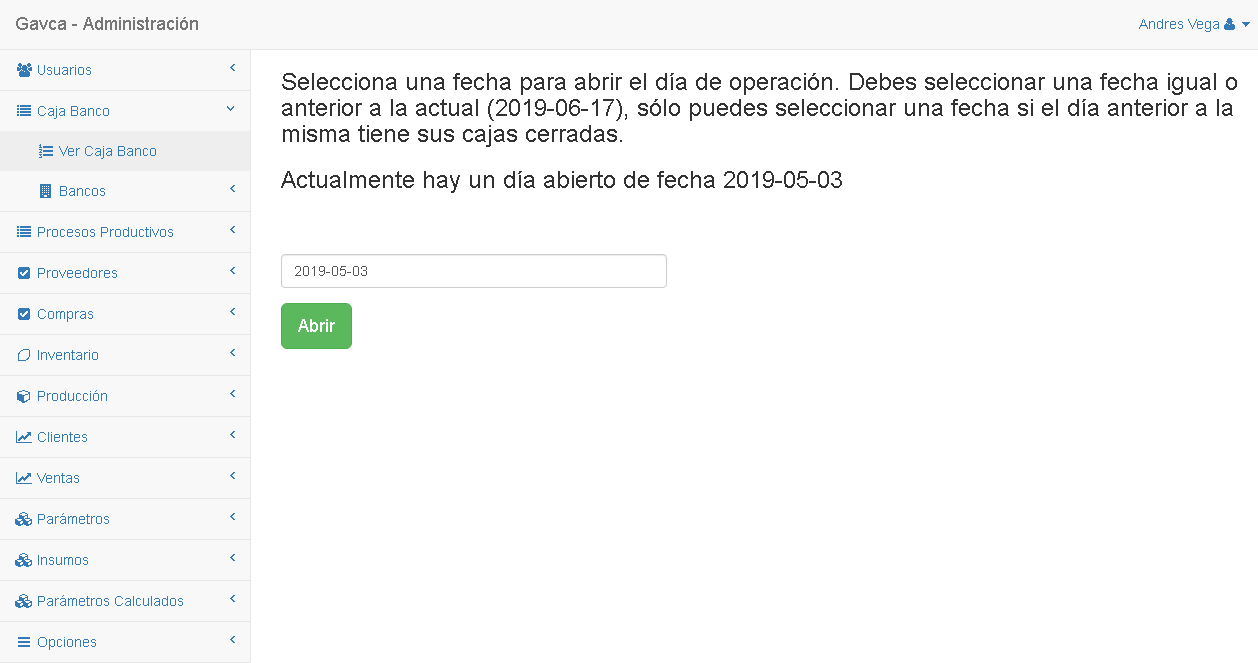 Gavca - Administración
Andres Vega
Usuarios
Caja Banco
Ver Caja Banco
Bancos
Procesos Productivos
Proveedores
Compras
Inventario
Producción
Clientes
Ventas
Parámetros
Insumos
Parámetros Calculados
Opciones
Selecciona una fecha para abrir el día de operación. Debes seleccionar una fecha igual o
anterior a la actual (2019-06-17), sólo puedes seleccionar una fecha si el día anterior a la
misma tiene sus cajas cerradas.
Actualmente hay un día abierto de fecha 2019-05-03
2019-05-03
Abrir